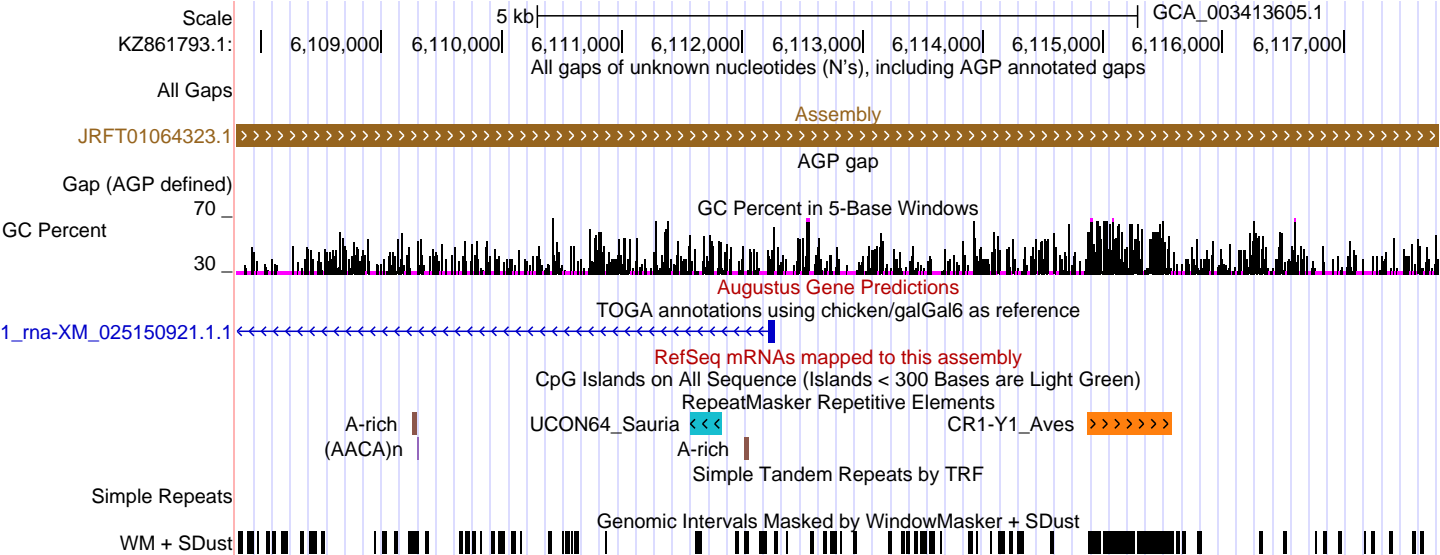 Scale 5 kb GCA_003413605.1
KZ861793.1: 6,109,000 6,110,000 6,111,000 6,112,000 6,113,000 6,114,000 6,115,000 6,116,000 6,117,000
All gaps of unknown nucleotides (N's), including AGP annotated gaps
All Gaps
Assembly
JRFT01064323.1
AGP gap
Gap (AGP defined)
70 _
GC Percent in 5-Base Windows
GC Percent
30 _
Augustus Gene Predictions
TOGA annotations using chicken/galGal6 as reference
1_rna-XM_025150921.1.1
RefSeq mRNAs mapped to this assembly
CpG Islands on All Sequence (Islands < 300 Bases are Light Green)
RepeatMasker Repetitive Elements
A-rich UCON64_Sauria CR1-Y1_Aves
(AACA)n A-rich
Simple Tandem Repeats by TRF
Simple Repeats
Genomic Intervals Masked by WindowMasker + SDust
WM + SDust